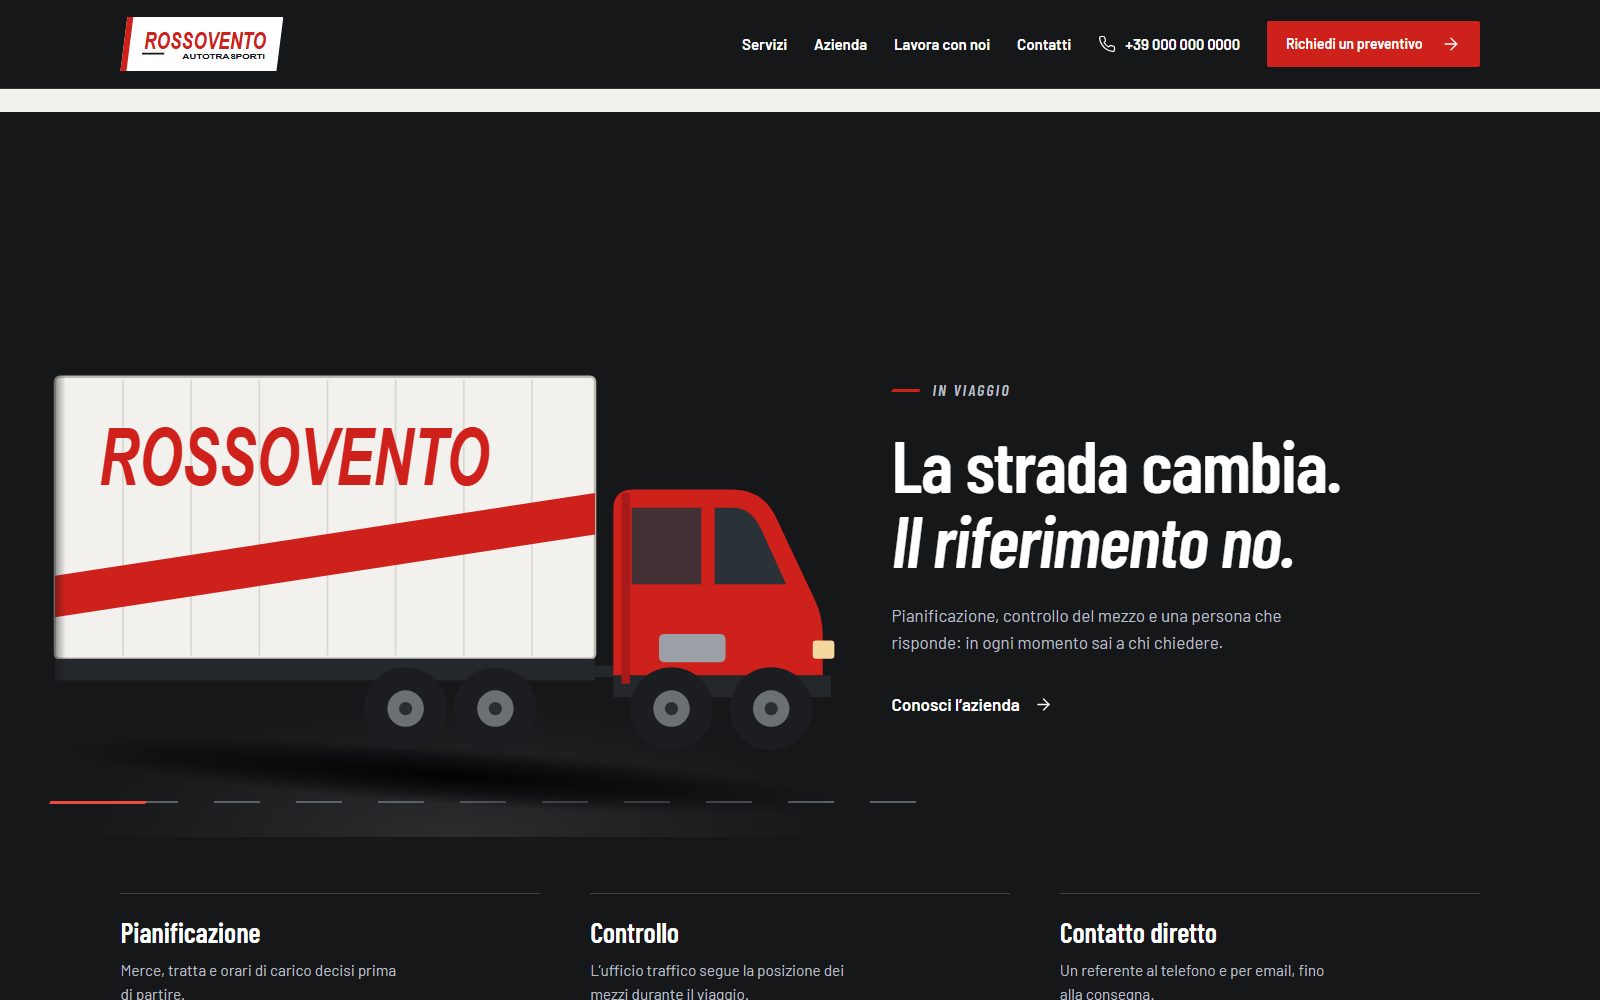 ROSSOVENTO
AUTOTRASPORTI
Servizi
Azienda
Lavora con noi
Contatti
+39 000 000 0000
Richiedi un preventivo
ROSSOVENTO
IN VIAGGIO
La strada cambia.
Il riferimento no.
Pianificazione, controllo del mezzo e una persona che
risponde: in ogni momento sai a chi chiedere.
Conosci l’azienda
Pianificazione
Merce, tratta e orari di carico decisi prima
di partire.
Controllo
L’ufficio traffico segue la posizione dei
mezzi durante il viaggio.
Contatto diretto
Un referente al telefono e per email, fino
alla consegna.